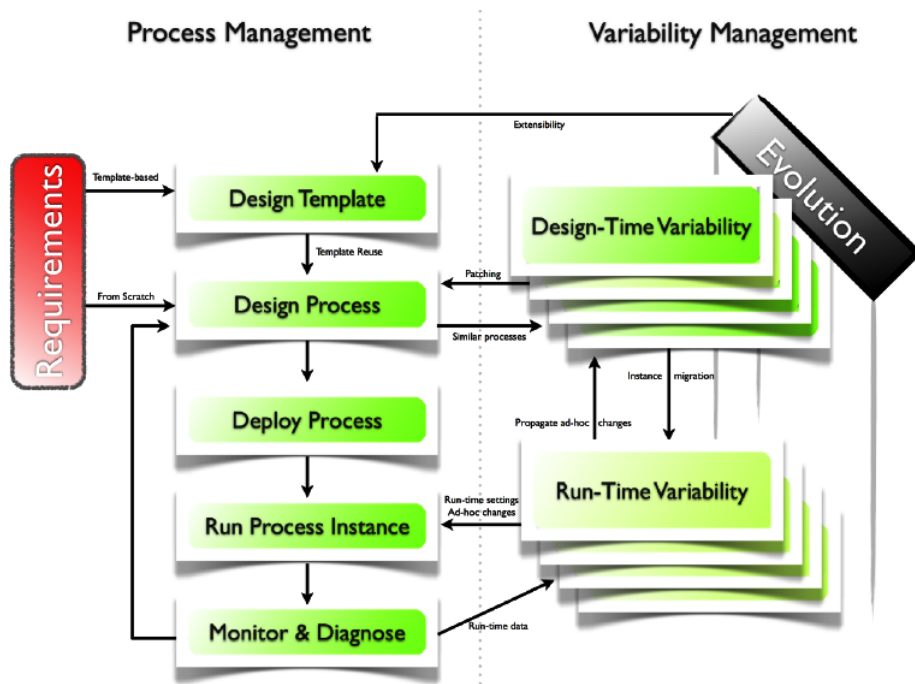 Process Management
Variability Management
Extensibility
Evolution
Requirements
Template-based
Design Template
Design-Time Variability
Template Reuse
Patching
From Scratch
Design Process
Similar processes
Instance migration
Deploy Process
Propagate ad-hoc changes
Run-Time Variability
Run-time settings
Ad-hoc changes
Run Process Instance
Monitor & Diagnose
Run-time data